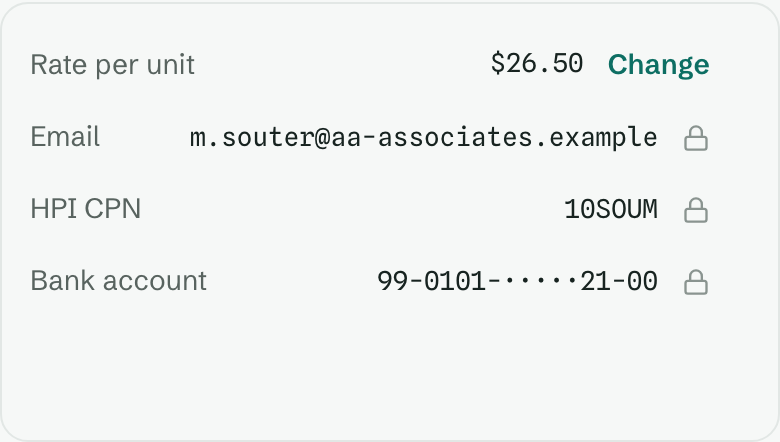 Rate per unit $26.50 Change
Email m.souter@aa-associates.example
HPI CPN 10SOUM
Bank account 99-0101-·····21-00